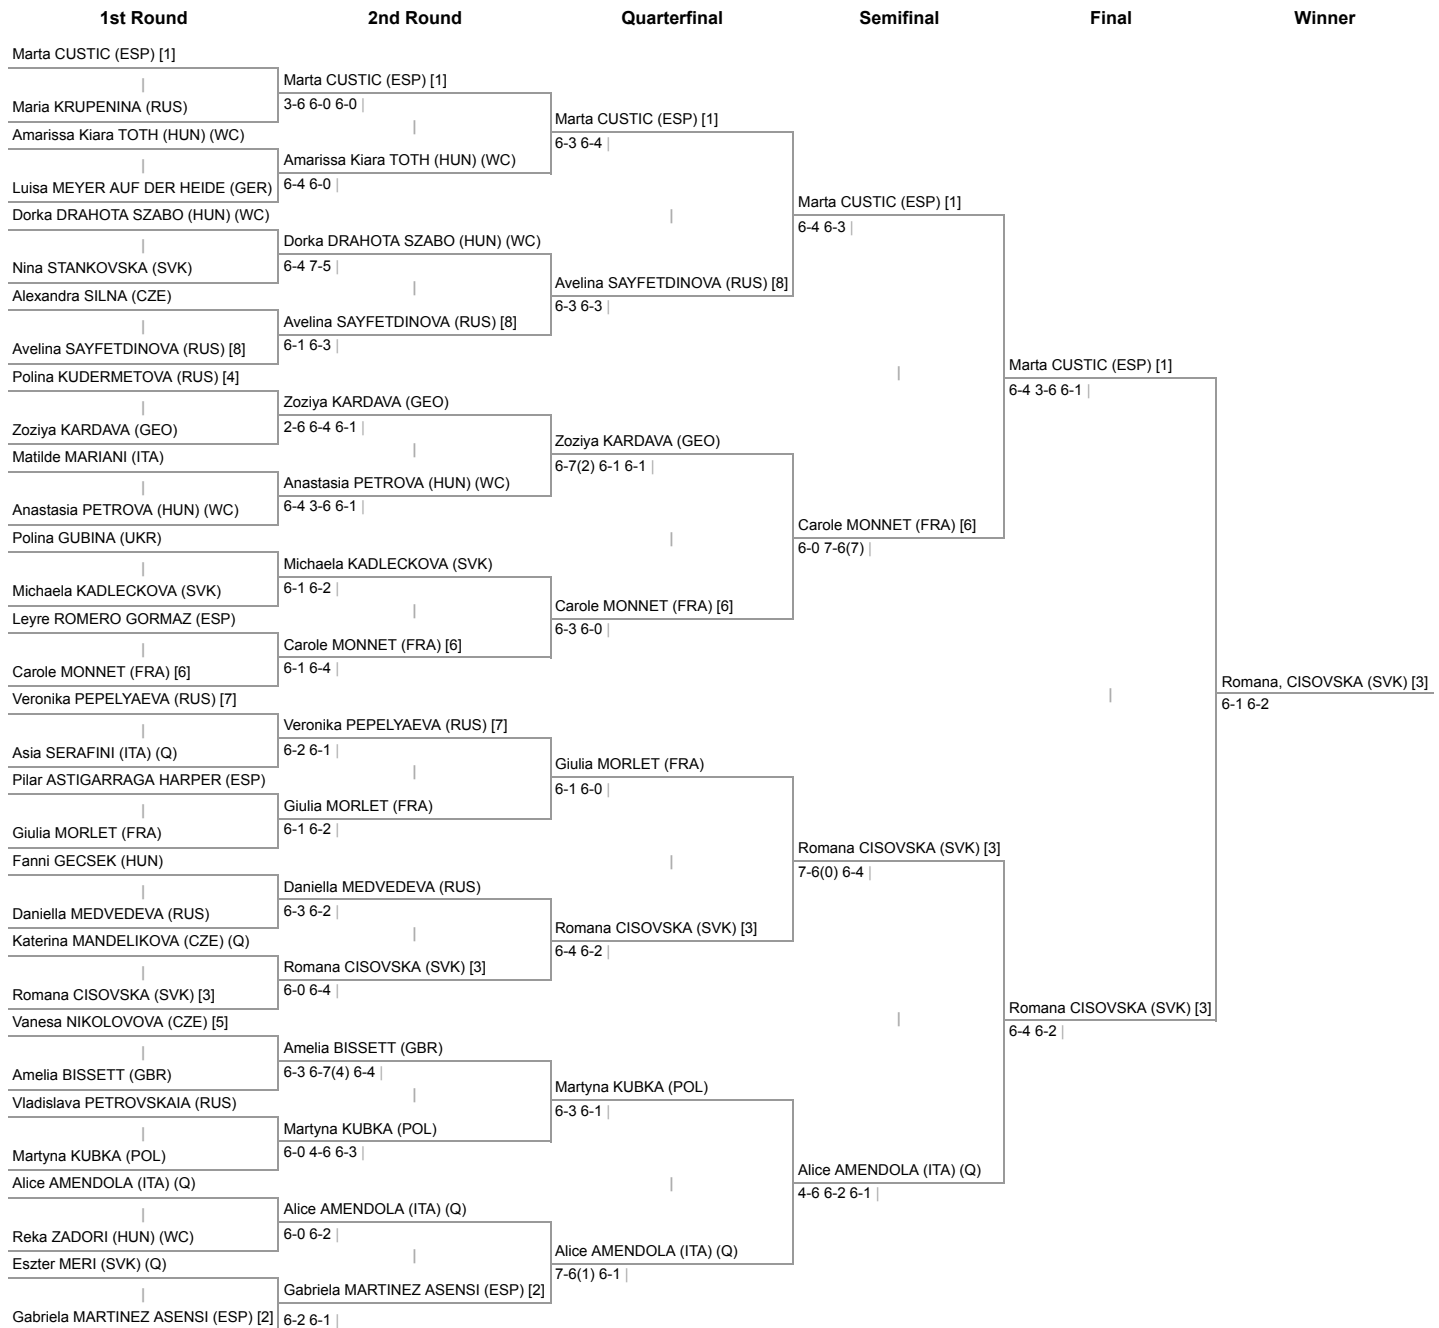 1st Round
2nd Round
Quarterfinal
Semifinal
Final
Winner
Marta CUSTIC (ESP) [1]
Maria KRUPENINA (RUS)
Amarissa Kiara TOTH (HUN) (WC)
Luisa MEYER AUF DER HEIDE (GER)
Dorka DRAHOTA SZABO (HUN) (WC)
Nina STANKOVSKA (SVK)
Alexandra SILNA (CZE)
Avelina SAYFETDINOVA (RUS) [8]
Polina KUDERMETOVA (RUS) [4]
Zoziya KARDAVA (GEO)
Matilde MARIANI (ITA)
Anastasia PETROVA (HUN) (WC)
Polina GUBINA (UKR)
Michaela KADLECKOVA (SVK)
Leyre ROMERO GORMAZ (ESP)
Carole MONNET (FRA) [6]
Veronika PEPELYAEVA (RUS) [7]
Asia SERAFINI (ITA) (Q)
Pilar ASTIGARRAGA HARPER (ESP)
Giulia MORLET (FRA)
Fanni GECSEK (HUN)
Daniella MEDVEDEVA (RUS)
Katerina MANDELIKOVA (CZE) (Q)
Romana CISOVSKA (SVK) [3]
Vanesa NIKOLOVOVA (CZE) [5]
Amelia BISSETT (GBR)
Vladislava PETROVSKAIA (RUS)
Martyna KUBKA (POL)
Alice AMENDOLA (ITA) (Q)
Reka ZADORI (HUN) (WC)
Eszter MERI (SVK) (Q)
Gabriela MARTINEZ ASENSI (ESP) [2]
Marta CUSTIC (ESP) [1]
3-6 6-0 6-0 |
Amarissa Kiara TOTH (HUN) (WC)
6-4 6-0 |
Dorka DRAHOTA SZABO (HUN) (WC)
6-4 7-5 |
Avelina SAYFETDINOVA (RUS) [8]
6-1 6-3 |
Zoziya KARDAVA (GEO)
2-6 6-4 6-1 |
Anastasia PETROVA (HUN) (WC)
6-4 3-6 6-1 |
Michaela KADLECKOVA (SVK)
6-1 6-2 |
Carole MONNET (FRA) [6]
6-1 6-4 |
Veronika PEPELYAEVA (RUS) [7]
6-2 6-1 |
Giulia MORLET (FRA)
6-1 6-2 |
Daniella MEDVEDEVA (RUS)
6-3 6-2 |
Romana CISOVSKA (SVK) [3]
6-0 6-4 |
Amelia BISSETT (GBR)
6-3 6-7(4) 6-4 |
Martyna KUBKA (POL)
6-0 4-6 6-3 |
Alice AMENDOLA (ITA) (Q)
6-0 6-2 |
Gabriela MARTINEZ ASENSI (ESP) [2]
6-2 6-1 |
Marta CUSTIC (ESP) [1]
6-3 6-4 |
Avelina SAYFETDINOVA (RUS) [8]
6-3 6-3 |
Zoziya KARDAVA (GEO)
6-7(2) 6-1 6-1 |
Carole MONNET (FRA) [6]
6-3 6-0 |
Giulia MORLET (FRA)
6-1 6-0 |
Romana CISOVSKA (SVK) [3]
6-4 6-2 |
Martyna KUBKA (POL)
6-3 6-1 |
Alice AMENDOLA (ITA) (Q)
7-6(1) 6-1 |
Marta CUSTIC (ESP) [1]
6-4 6-3 |
Carole MONNET (FRA) [6]
6-0 7-6(7) |
Romana CISOVSKA (SVK) [3]
7-6(0) 6-4 |
Alice AMENDOLA (ITA) (Q)
4-6 6-2 6-1 |
Marta CUSTIC (ESP) [1]
6-4 3-6 6-1 |
Romana CISOVSKA (SVK) [3]
6-4 6-2 |
Romana, CISOVSKA (SVK) [3]
6-1 6-2